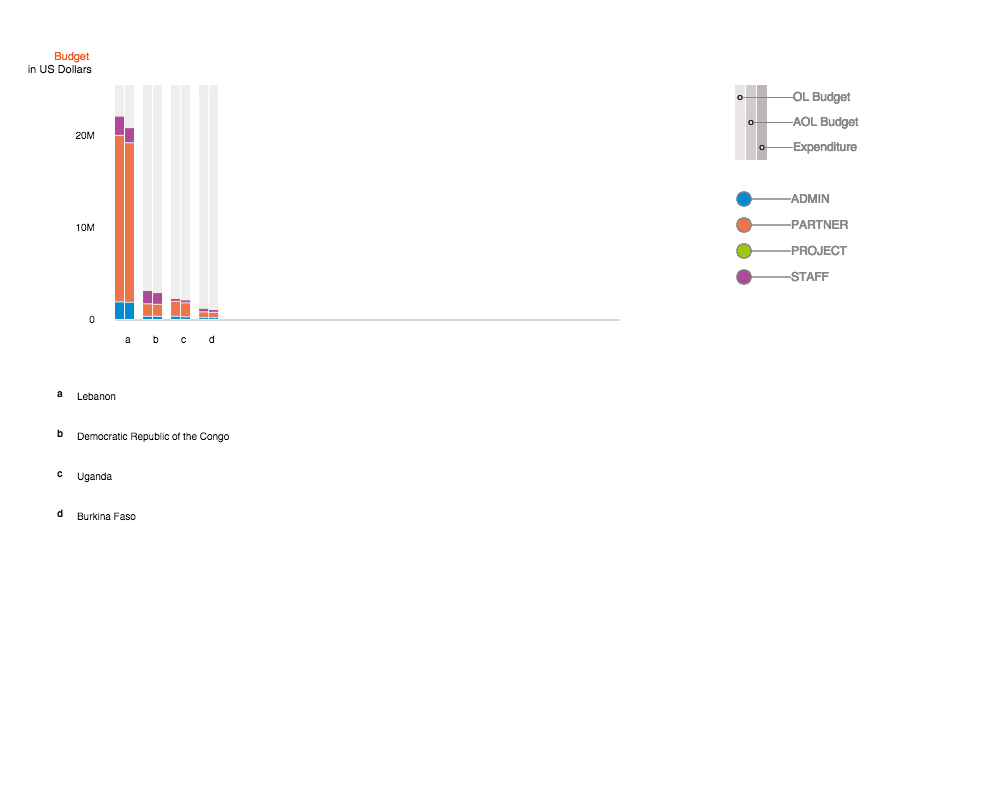 Budget
in US Dollars
20M
10M
0
a b c d
OL Budget
AOL Budget
Expenditure
ADMIN
PARTNER
PROJECT
STAFF
a Lebanon
b Democratic Republic of the Congo
c Uganda
d Burkina Faso